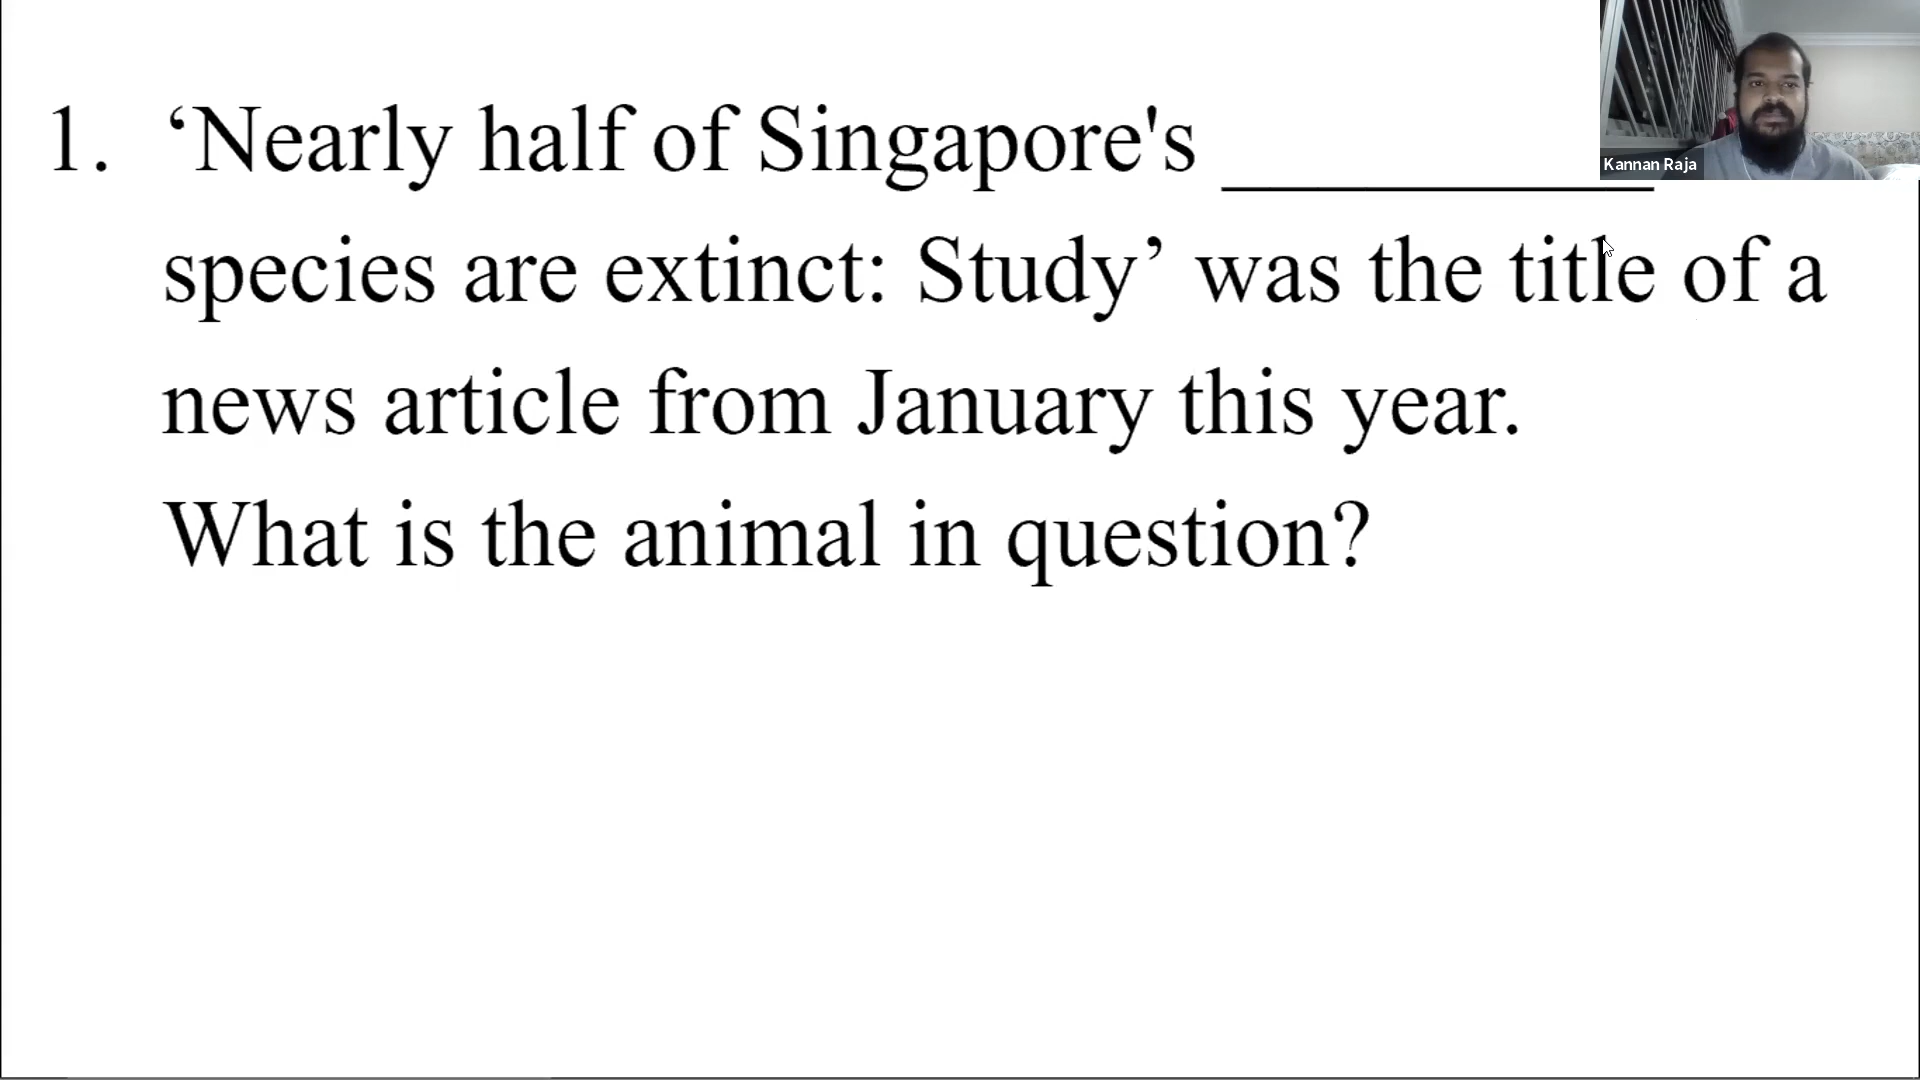 1. ‘Nearly half of Singapore's __________
Kannan Raja
species are extinct: Study’ was the title of a
news article from January this year.
What is the animal in question?